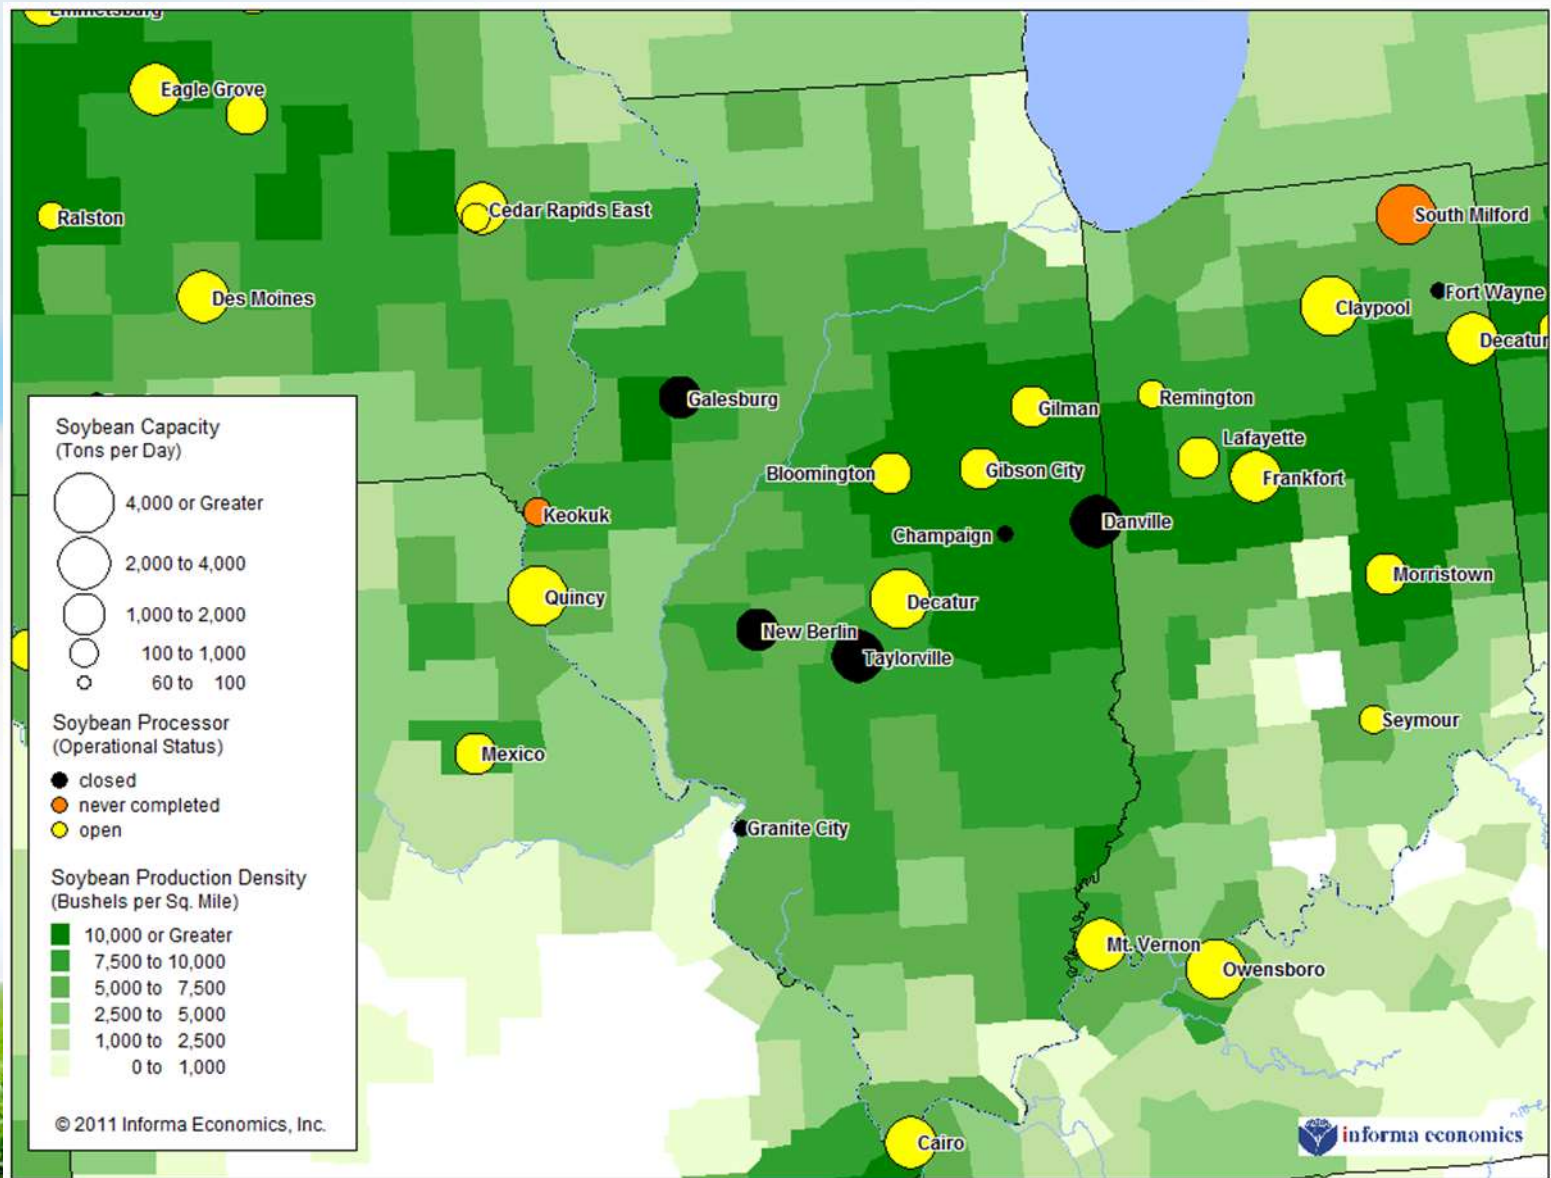 Emmetsburg
Eagle Grove
Ralston
Cedar Rapids East
Des Moines
South Milford
Fort Wayne
Claypool
Decatur
Galesburg
Gilman
Remington
Lafayette
Bloomington
Gibson City
Frankfort
Keokuk
Champaign
Danville
Quincy
Decatur
Morristown
New Berlin
Taylorville
Seymour
Mexico
Granite City
Mt. Vernon
Owensboro
Cairo
Soybean Capacity
(Tons per Day)
4,000 or Greater
2,000 to 4,000
1,000 to 2,000
100 to 1,000
60 to 100
Soybean Processor
(Operational Status)
closed
never completed
open
Soybean Production Density
(Bushels per Sq. Mile)
10,000 or Greater
7,500 to 10,000
5,000 to 7,500
2,500 to 5,000
1,000 to 2,500
0 to 1,000
© 2011 Informa Economics, Inc.
informa economics